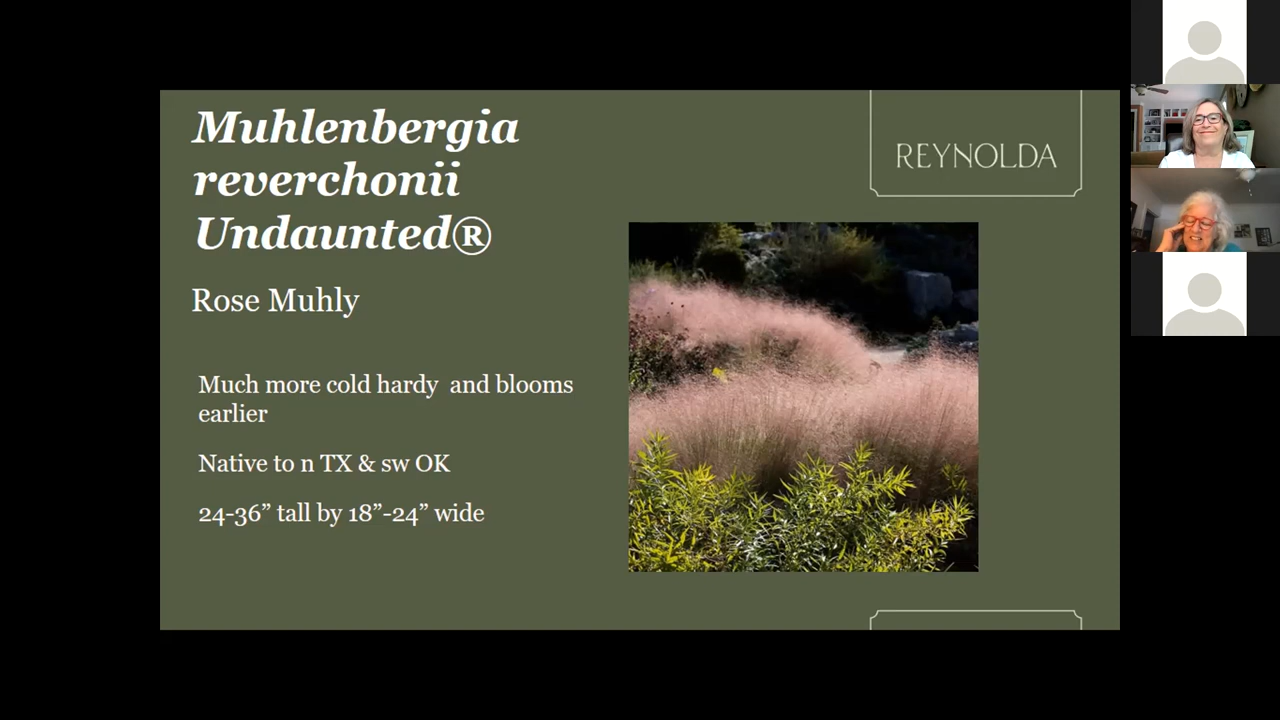 Muhlenbergia
reverchonii
Undaunted®
REYNOLDA
Rose Muhly
Much more cold hardy  and blooms
earlier
Native to n TX & sw OK
24-36” tall by 18”-24” wide